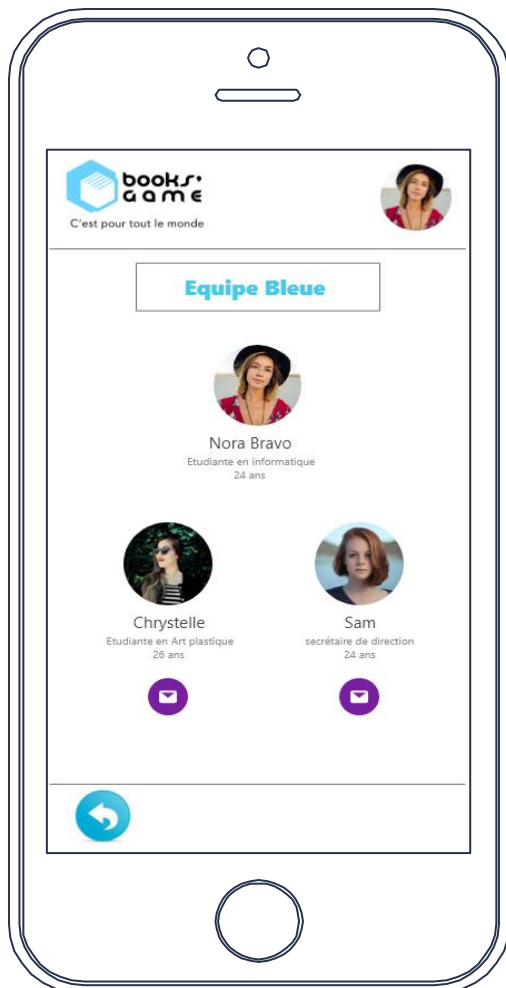 books'
GAME
C'est pour tout le monde
Equipe Bleue
Nora Bravo
Etudiante en informatique
24 ans
Chrystelle
Etudiante en Art plastique
26 ans
Sam
secrétaire de direction
24 ans